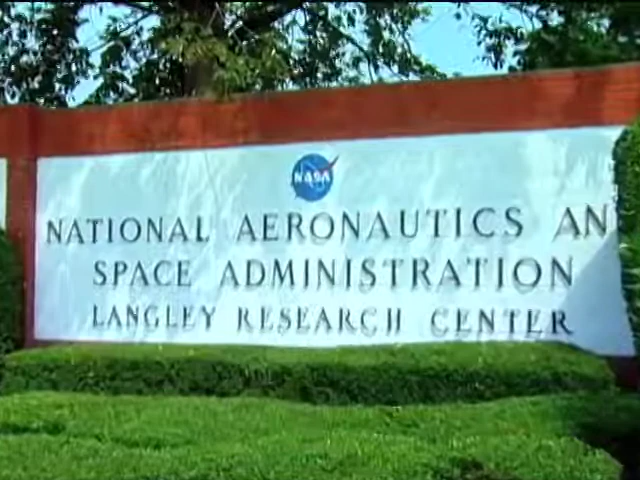 NASA
NATIONAL AERONAUTICS AN
SPACE ADMINISTRATION
LANGLEY RESEARCH CENTER